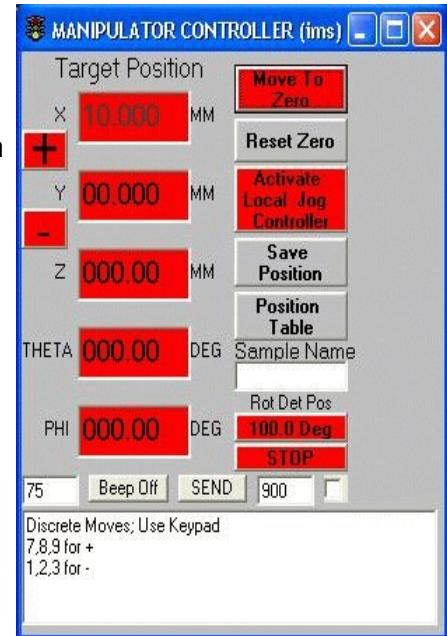 MANIPULATOR CONTROLLER (ims)
Target Position
X 10.000 MM
+
Y 00.000 MM
-
Z 000.00 MM
THETA 000.00 DEG
PHI 000.00 DEG
Move To
Zero
Reset Zero
Activate
Local Jog
Controller
Save
Position
Position
Table
Sample Name
Rot Det Pos
100.0 Deg
STOP
75 Beep Off SEND 900
Discrete Moves; Use Keypad
7,8,9 for +
1,2,3 for -